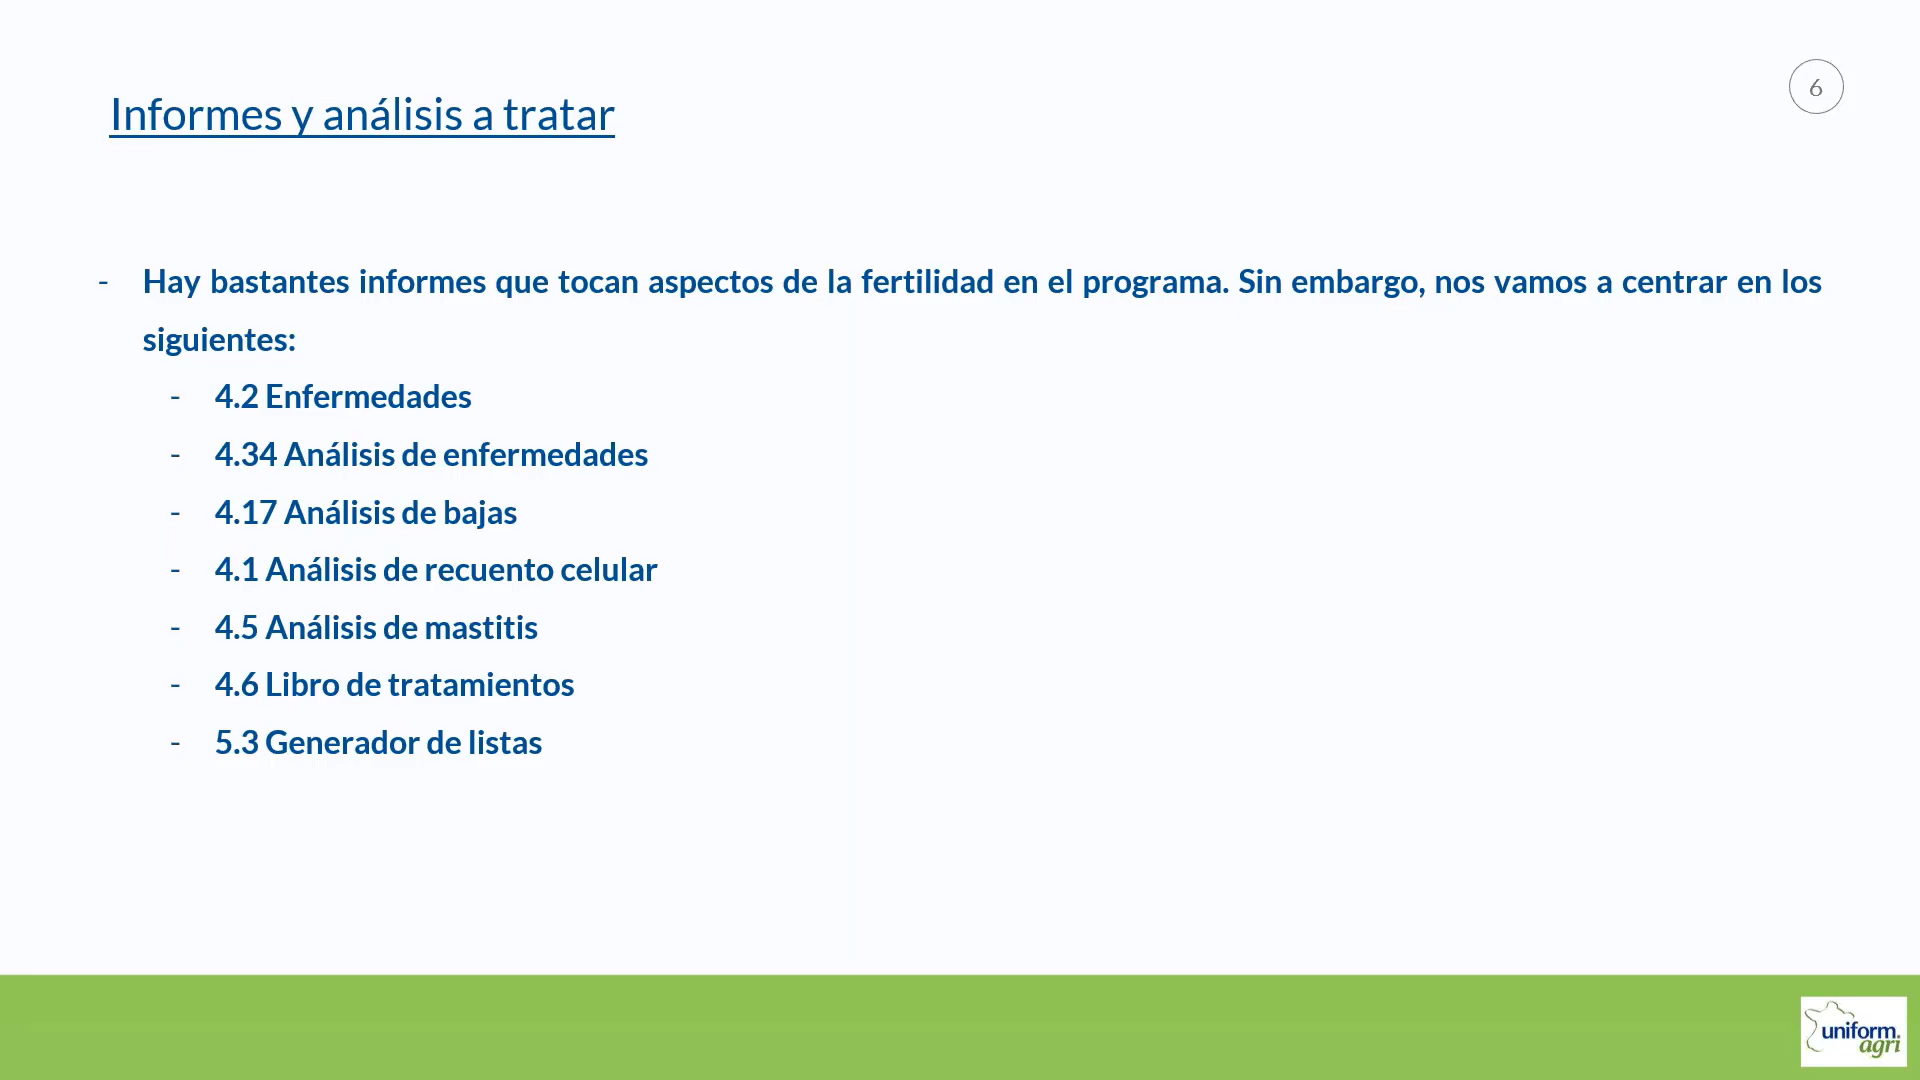 6
Informes y análisis a tratar
- Hay bastantes informes que tocan aspectos de la fertilidad en el programa. Sin embargo, nos vamos a centrar en los
siguientes:
- 4.2 Enfermedades
- 4.34 Análisis de enfermedades
- 4.17 Análisis de bajas
- 4.1 Análisis de recuento celular
- 4.5 Análisis de mastitis
- 4.6 Libro de tratamientos
- 5.3 Generador de listas
uniform.
agri